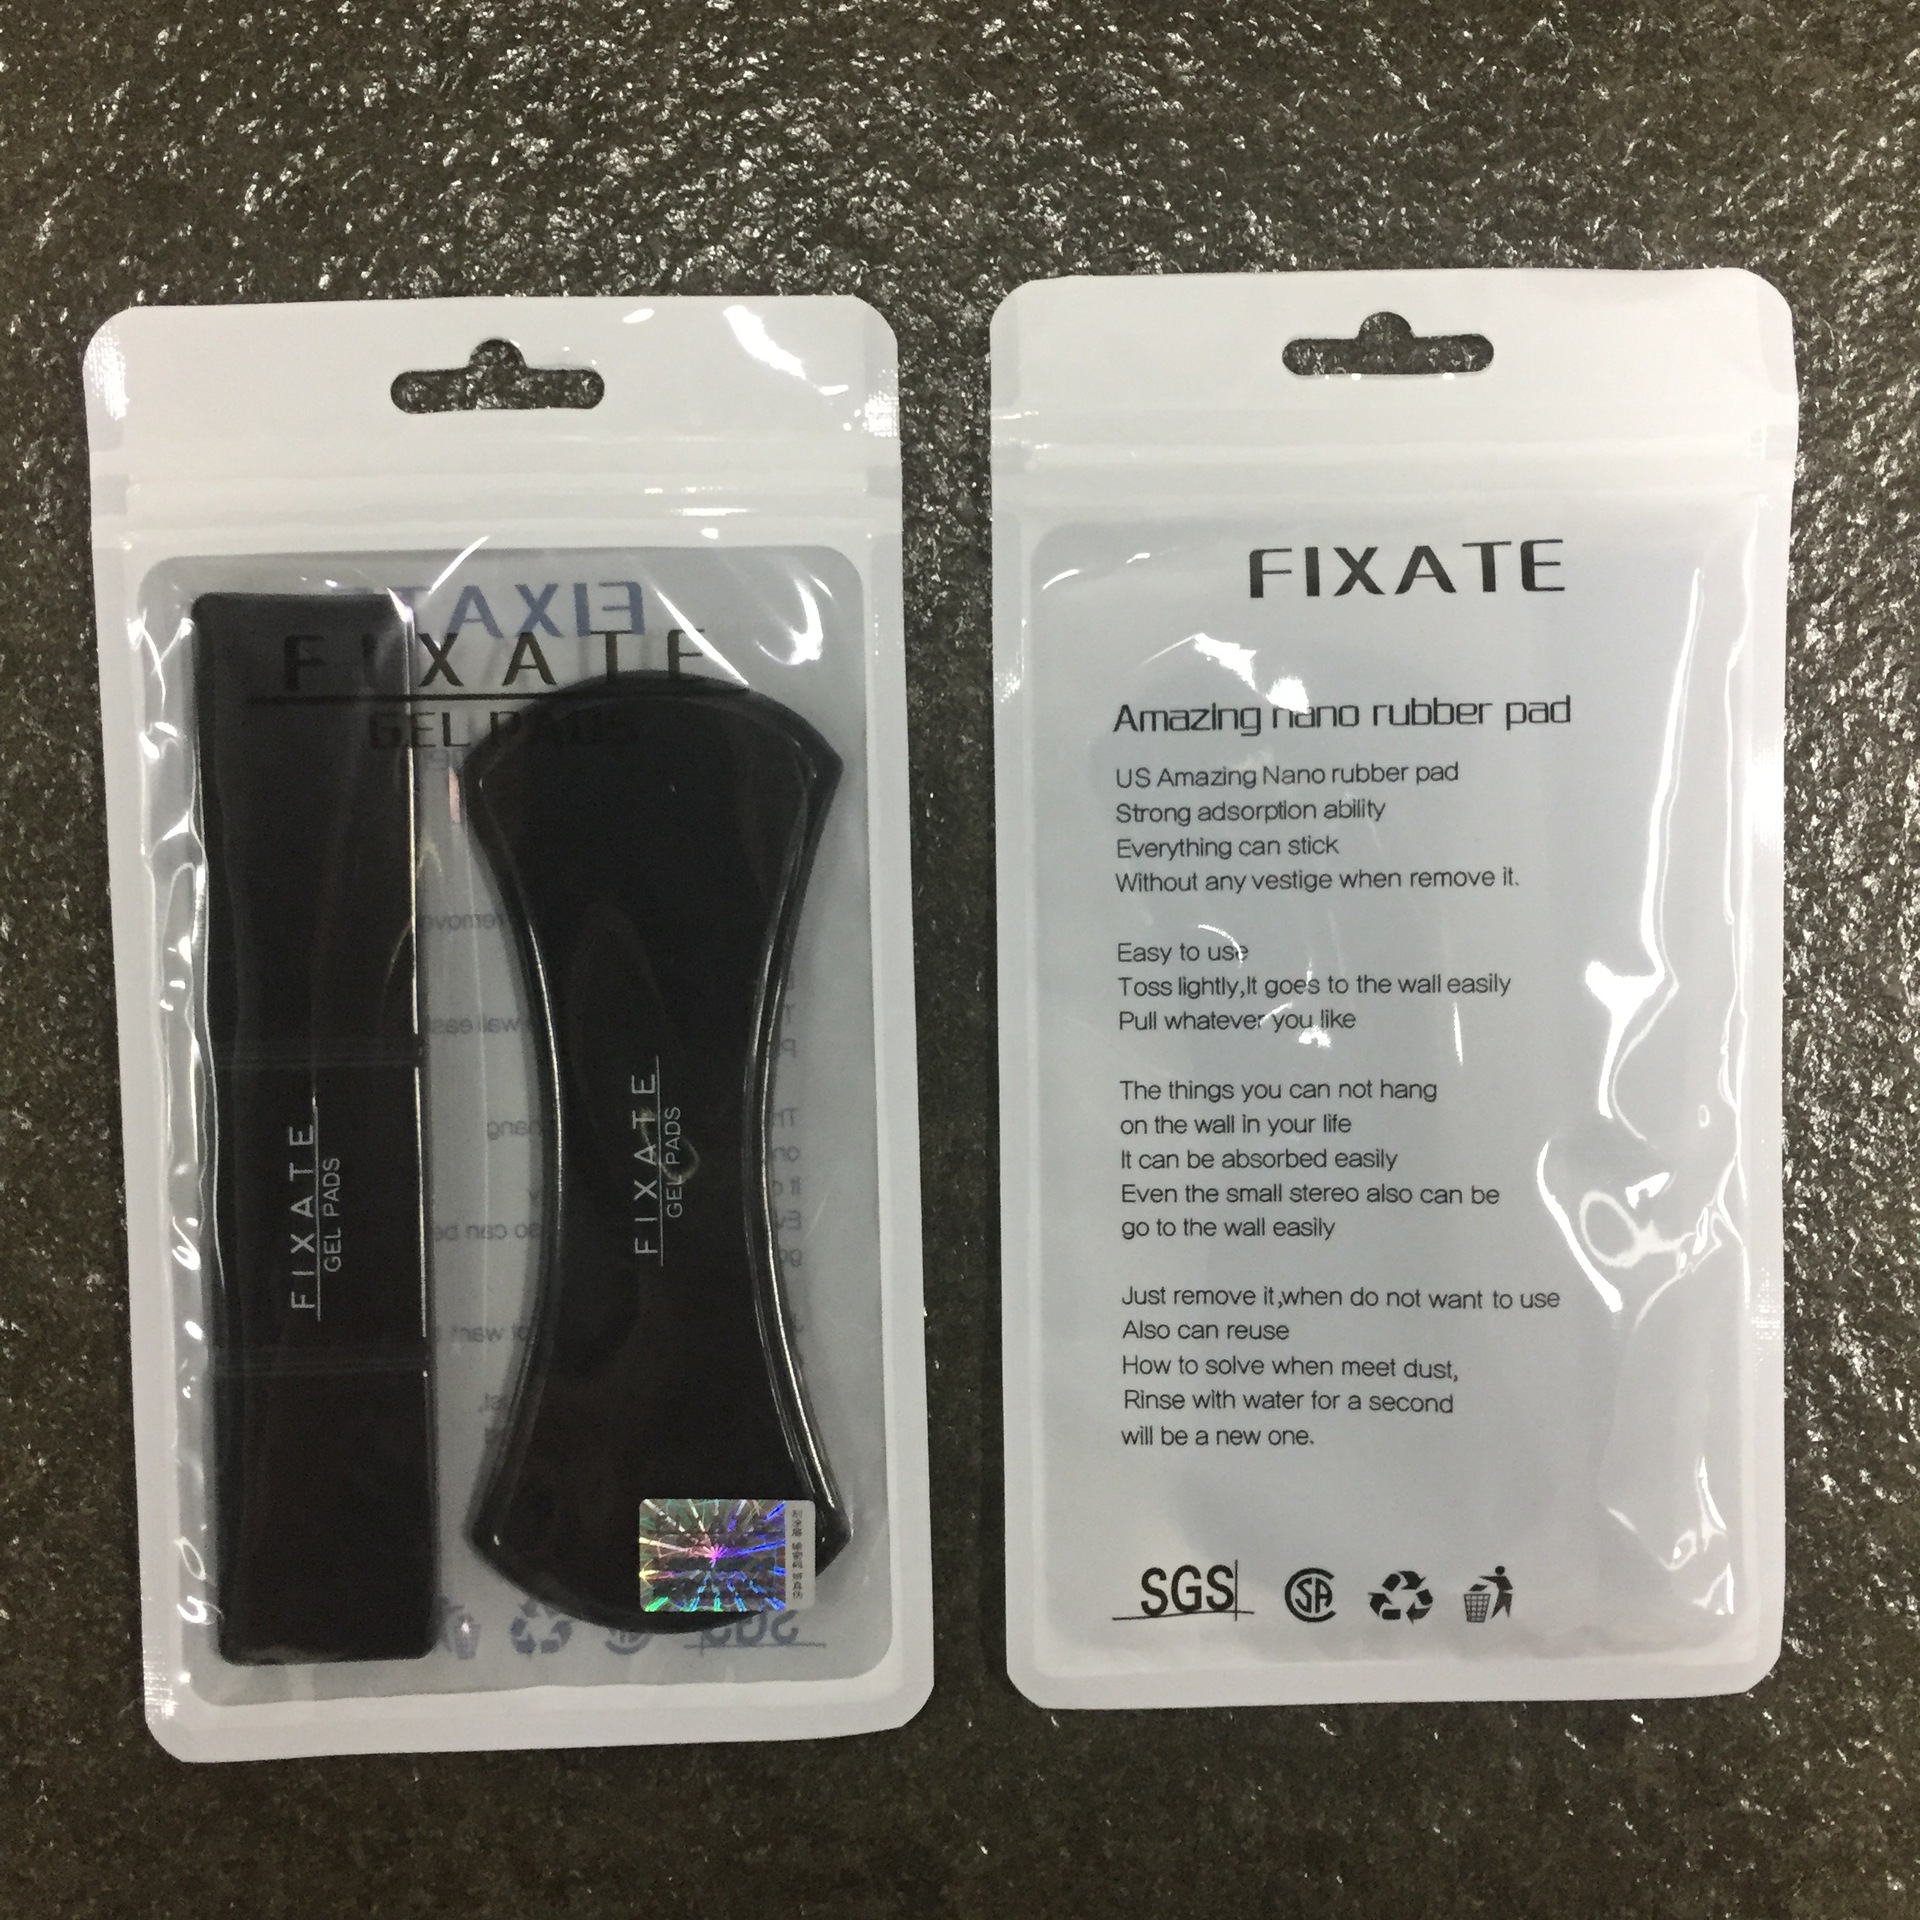 FIXATE
GEL PADS
FIXATE
GEL PADS
FIXATE
GEL PADS
FIXATE
Amazing nano rubber pad
US Amazing Nano rubber pad
Strong adsorption ability
Everything can stick
Without any vestige when remove it.
Easy to use
Toss lightly,It goes to the wall easily
Pull whatever you like
The things you can not hang
on the wall in your life
It can be absorbed easily
Even the small stereo also can be
go to the wall easily
Just remove it,when do not want to use
Also can reuse
How to solve when meet dust,
Rinse with water for a second
will be a new one.
SGS
SA